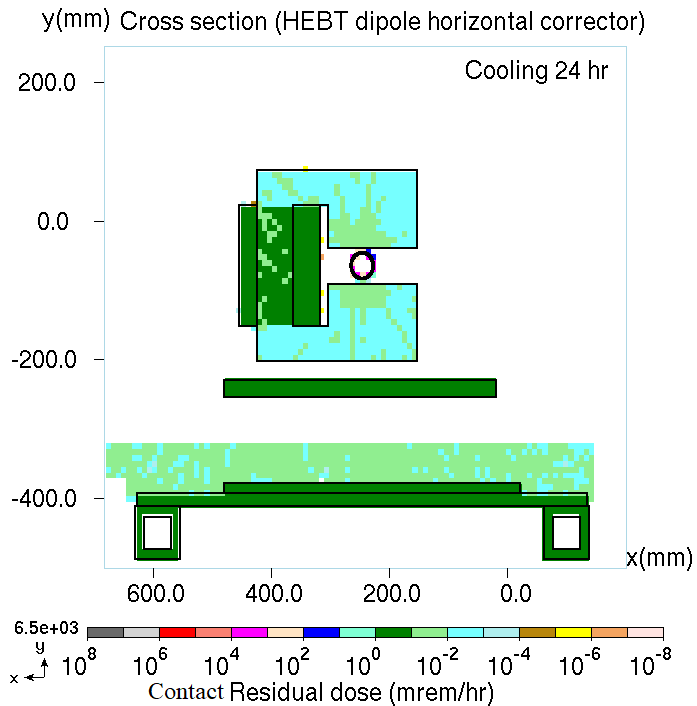 y(mm) Cross section (HEBT dipole horizontal corrector)
Cooling 24 hr
200.0
0.0
-200.0
-400.0
x(mm)
600.0 400.0 200.0 0.0
6.5e+03
10^8 10^6 10^4 10^2 10^0 10^-2 10^-4 10^-6 10^-8
y
x
Contact Residual dose (mrem/hr)